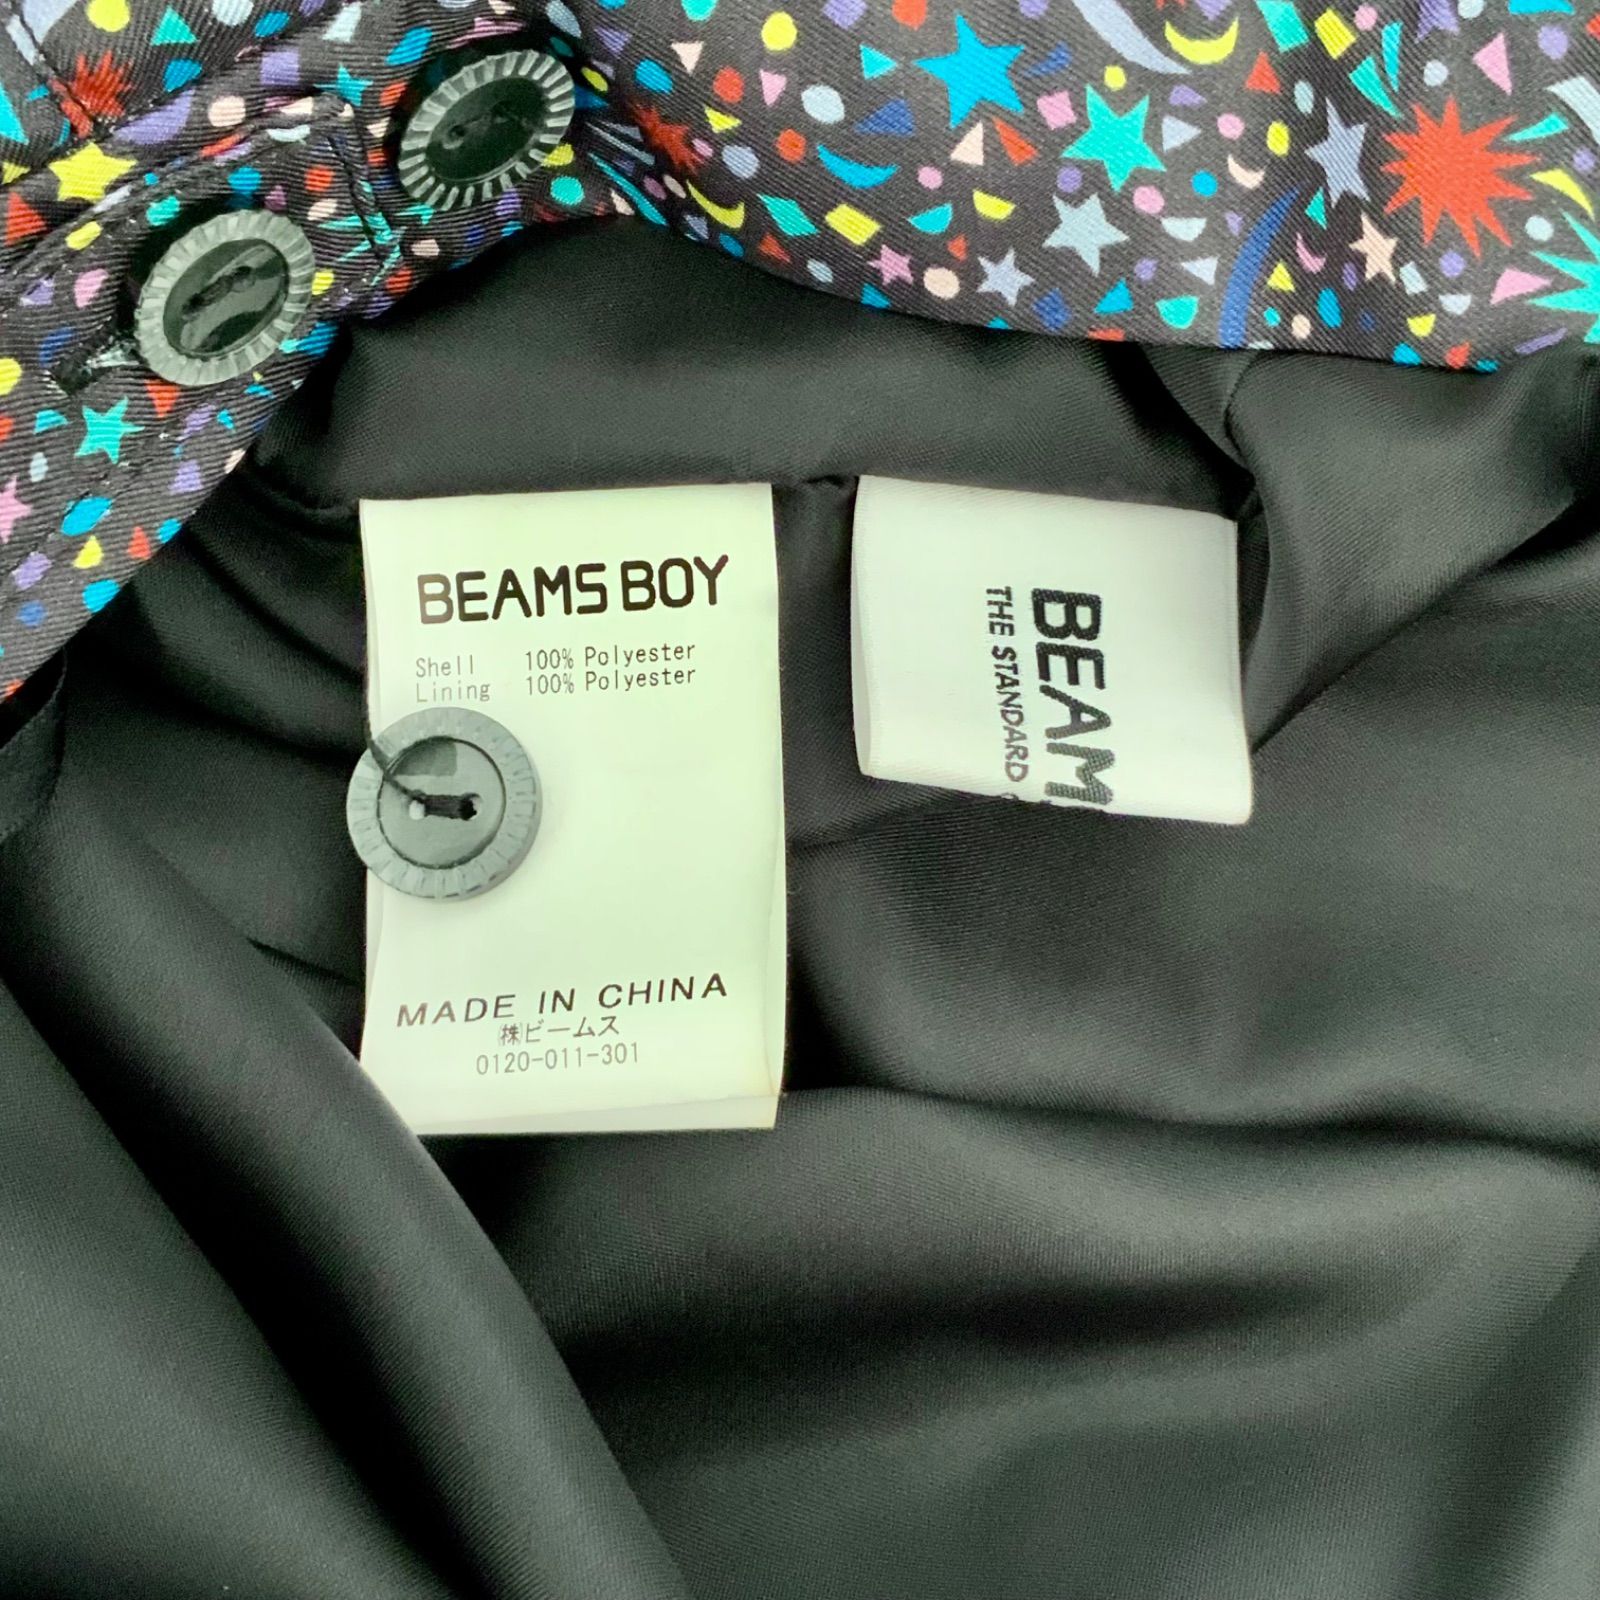 BEAMS BOY
Shell 100% Polyester
Lining 100% Polyester
MADE IN CHINA
㈱ビームス
0120-011-301
BEAM
THE STANDARD